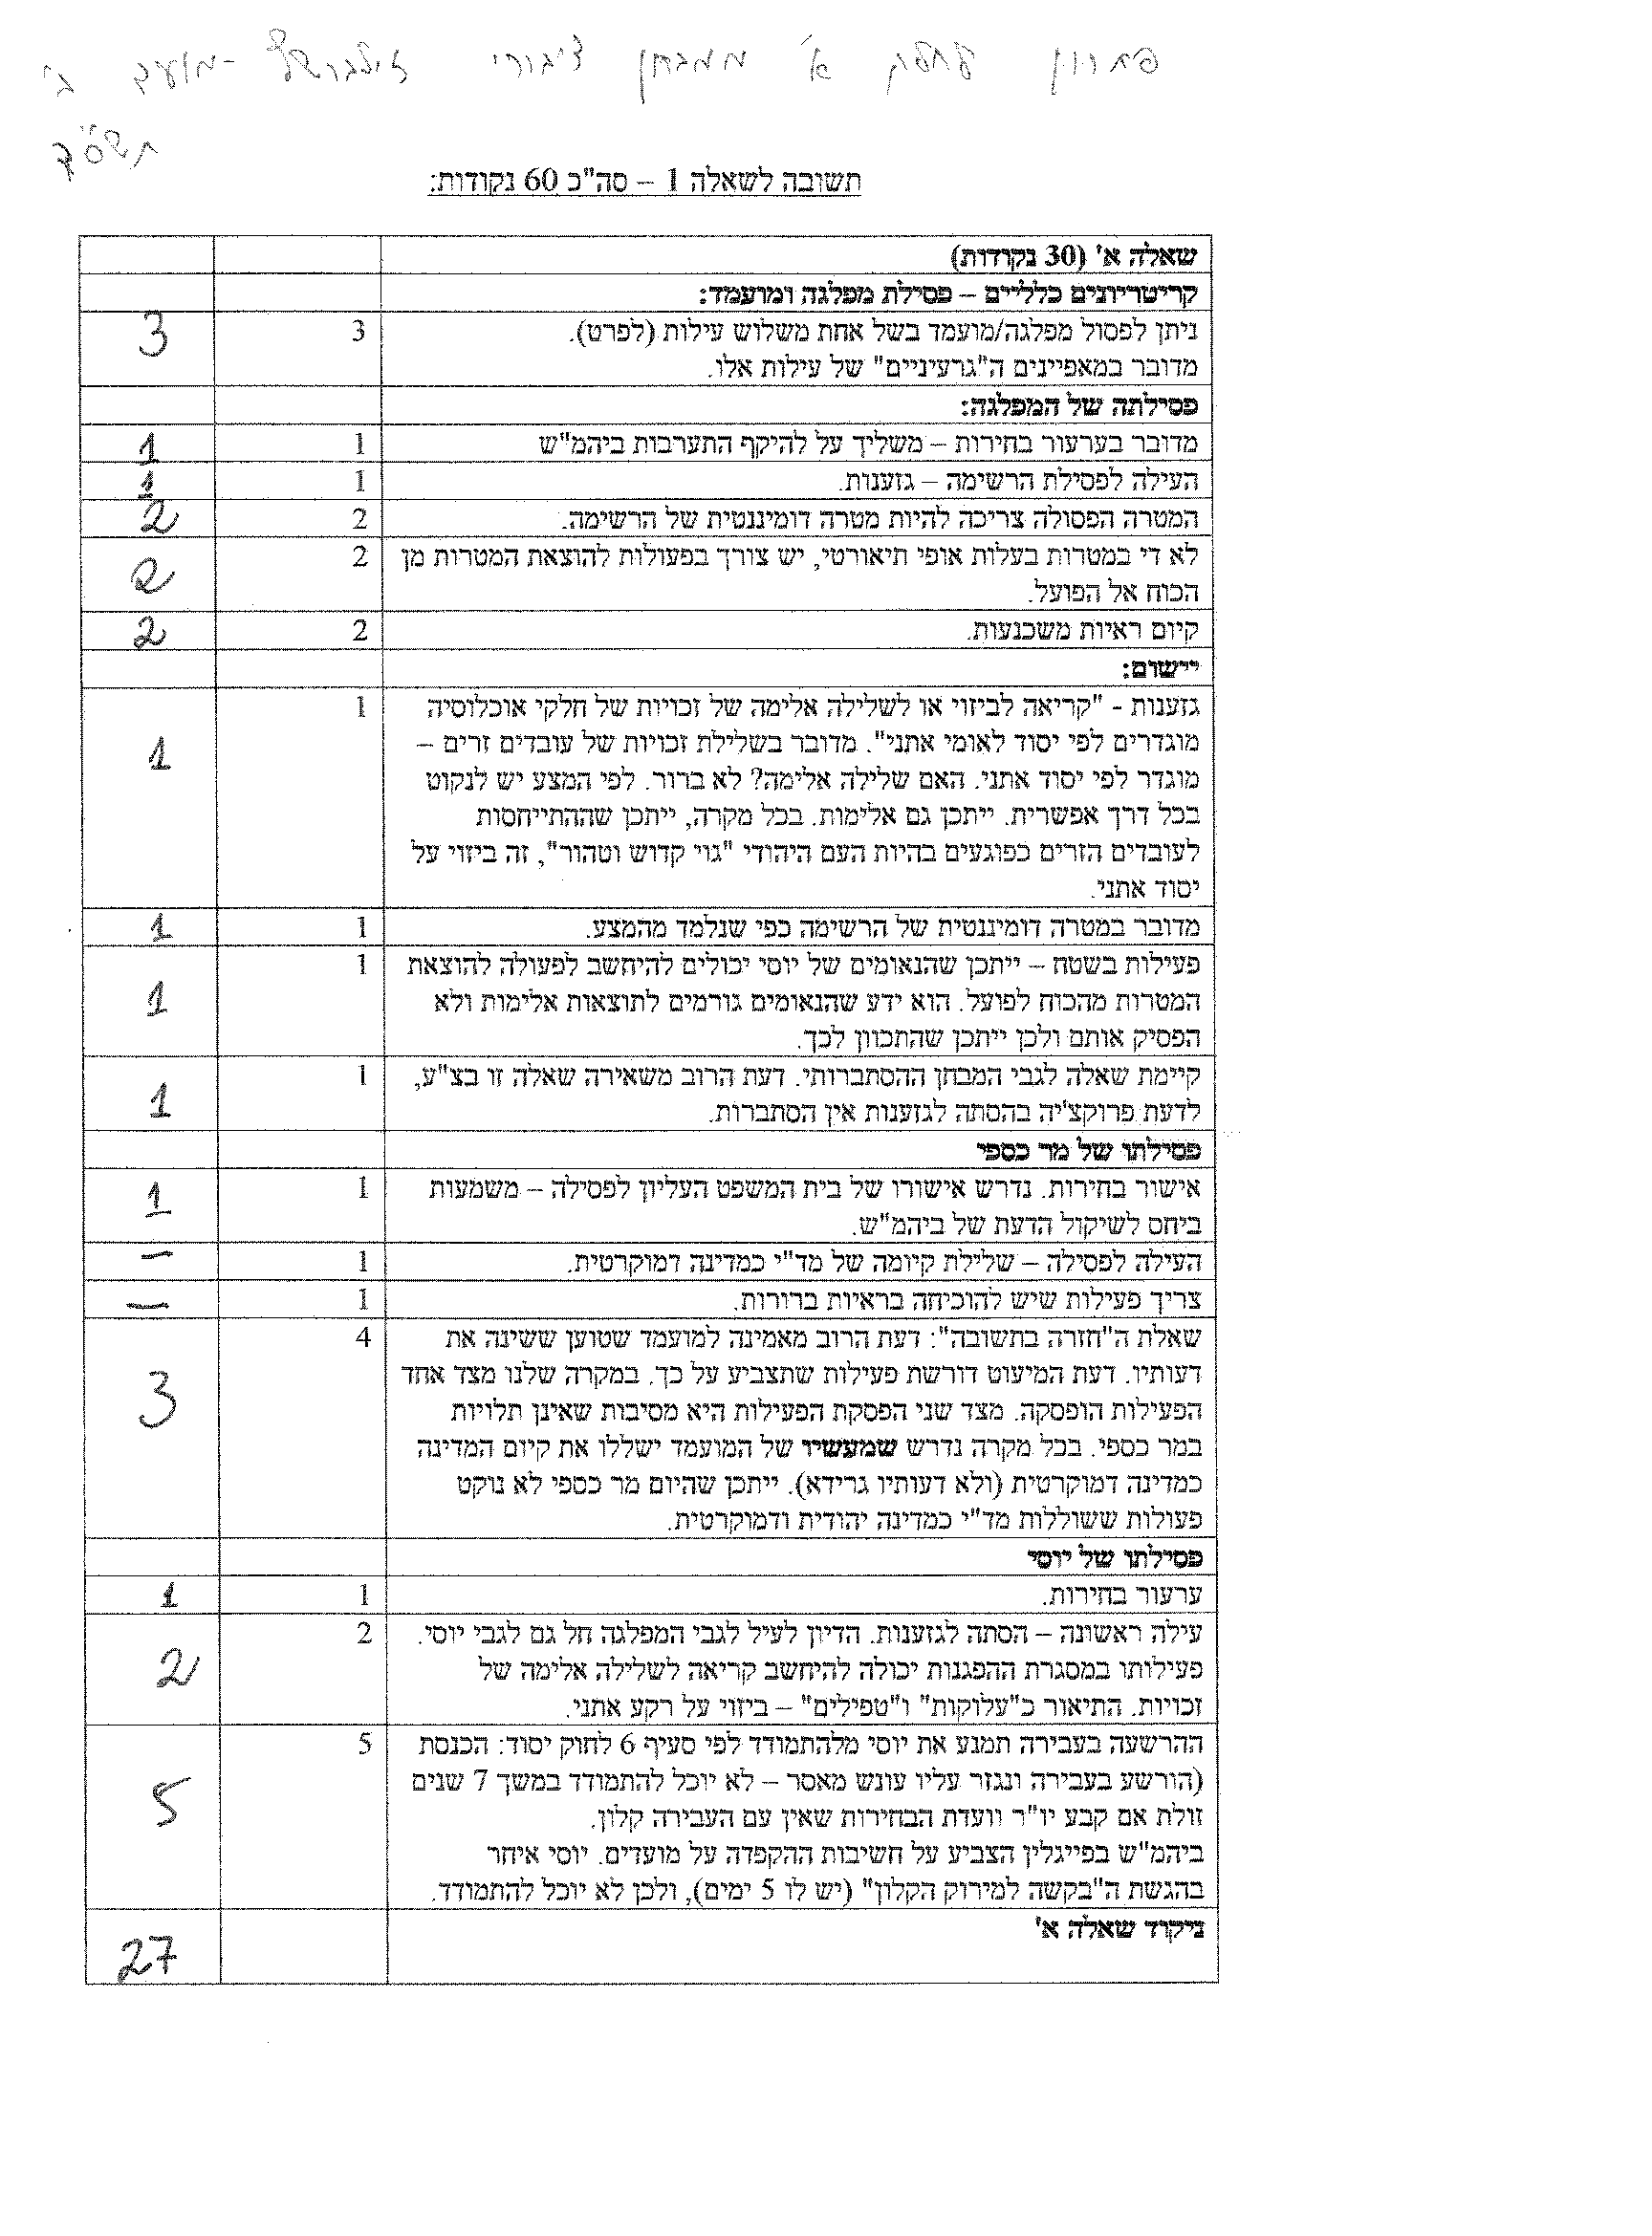 פתרון לחלק א' ממבחן ציבורי זילברשץ - מועד ב'
תשס"ד
תשובה לשאלה 1 – סה"כ 60 נקודות:
שאלה א' (30 נקודות)
קריטריונים כלליים – פסילת מפלגה ומועמד:
ניתן לפסול מפלגה/מועמד בשל אחת משלוש עילות (לפרט). 3 3
מדובר במאפיינים ה"גרעיניים" של עילות אלו.
פסילתה של המפלגה:
מדובר בערעור בחירות – משליך על להיקף התערבות ביהמ"ש 1 1
העילה לפסילת הרשימה – גזענות. 1 1
המטרה הפסולה צריכה להיות מטרה דומיננטית של הרשימה. 2 2
לא די במטרות בעלות אופי תיאורטי, יש צורך בפעולות להוצאת המטרות מן 2 2
הכוח אל הפועל.
קיום ראיות משכנעות. 2 2
יישום:
גזענות - "קריאה לביזוי או לשלילה אלימה של זכויות של חלקי אוכלוסיה 1 1
מוגדרים לפי יסוד לאומי אתני". מדובר בשלילת זכויות של עובדים זרים –
מוגדר לפי יסוד אתני. האם שלילה אלימה? לא ברור. לפי המצע יש לנקוט
בכל דרך אפשרית. ייתכן גם אלימות. בכל מקרה, ייתכן שההתייחסות
לעובדים הזרים כפוגעים בהיות העם היהודי "גוי קדוש וטהור", זה ביזוי על
יסוד אתני.
מדובר במטרה דומיננטית של הרשימה כפי שנלמד מהמצע. 1 1
פעילות בשטח – ייתכן שהנאומים של יוסי יכולים להיחשב לפעולה להוצאת 1 1
המטרות מהכוח לפועל. הוא ידע שהנאומים גורמים לתוצאות אלימות ולא
הפסיק אותם ולכן ייתכן שהתכוון לכך.
קיימת שאלה לגבי המבחן ההסתברותי. דעת הרוב משאירה שאלה זו בצ"ע, 1 1
לדעת פרוקצ'יה בהסתה לגזענות אין הסתברות.
פסילתו של מר כספי
אישור בחירות. נדרש אישורו של בית המשפט העליון לפסילה – משמעות 1 1
ביחס לשיקול הדעת של ביהמ"ש.
העילה לפסילה – שלילת קיומה של מד"י כמדינה דמוקרטית. 1 –
צריך פעילות שיש להוכיחה בראיות ברורות. 1 –
שאלת ה"חזרה בתשובה": דעת הרוב מאמינה למועמד שטוען ששינה את 4 3
דעותיו. דעת המיעוט דורשת פעילות שתצביע על כך. במקרה שלנו מצד אחד
הפעילות הופסקה. מצד שני הפסקת הפעילות היא מסיבות שאינן תלויות
במר כספי. בכל מקרה נדרש שמעשיו של המועמד ישללו את קיום המדינה
כמדינה דמוקרטית (ולא דעותיו גרידא). ייתכן שהיום מר כספי לא נוקט
פעולות ששוללות מד"י כמדינה יהודית ודמוקרטית.
פסילתו של יוסי
ערעור בחירות. 1 1
עילה ראשונה – הסתה לגזענות. הדיון לעיל לגבי המפלגה חל גם לגבי יוסי. 2 2
פעילותו במסגרת ההפגנות יכולה להיחשב קריאה לשלילה אלימה של
זכויות. התיאור כ"עלוקות" ו"טפילים" – ביזוי על רקע אתני.
ההרשעה בעבירה תמנע את יוסי מלהתמודד לפי סעיף 6 לחוק יסוד: הכנסת 5 5
(הורשע בעבירה ונגזר עליו עונש מאסר – לא יוכל להתמודד במשך 7 שנים
זולת אם קבע יו"ר וועדת הבחירות שאין עם העבירה קלון.
ביהמ"ש בפייגלין הצביע על חשיבות ההקפדה על מועדים. יוסי איחר
בהגשת ה"בקשה למירוק הקלון" (יש לו 5 ימים), ולכן לא יוכל להתמודד.
ניקוד שאלה א' 27